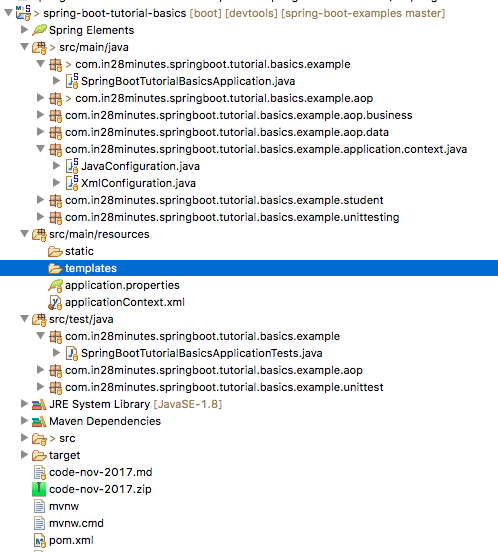 > spring-boot-tutorial-basics [boot] [devtools] [spring-boot-examples master]
Spring Elements
> src/main/java
> com.in28minutes.springboot.tutorial.basics.example
SpringBootTutorialBasicsApplication.java
> com.in28minutes.springboot.tutorial.basics.example.aop
com.in28minutes.springboot.tutorial.basics.example.aop.business
com.in28minutes.springboot.tutorial.basics.example.aop.data
com.in28minutes.springboot.tutorial.basics.example.application.context.java
JavaConfiguration.java
XmlConfiguration.java
com.in28minutes.springboot.tutorial.basics.example.student
com.in28minutes.springboot.tutorial.basics.example.unittesting
src/main/resources
static
templates
application.properties
applicationContext.xml
src/test/java
com.in28minutes.springboot.tutorial.basics.example
SpringBootTutorialBasicsApplicationTests.java
com.in28minutes.springboot.tutorial.basics.example.aop
com.in28minutes.springboot.tutorial.basics.example.unittest
JRE System Library [JavaSE-1.8]
Maven Dependencies
> src
target
code-nov-2017.md
code-nov-2017.zip
mvnw
mvnw.cmd
pom.xml